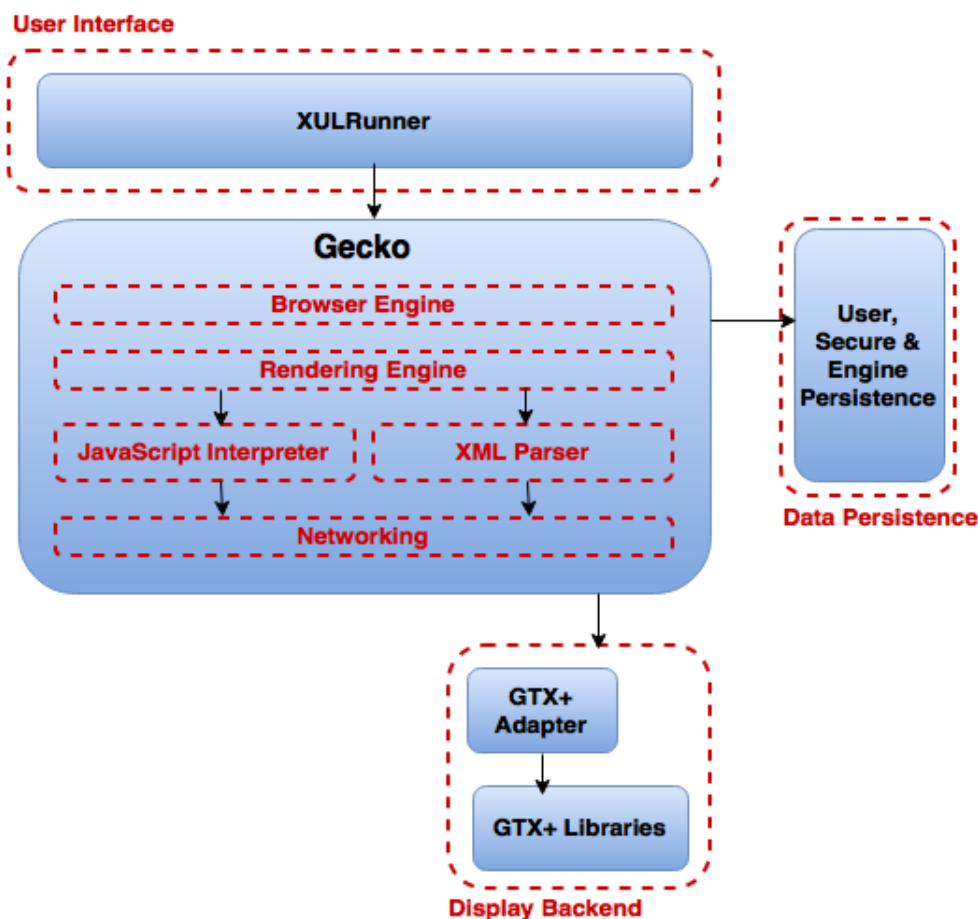 User Interface
XULRunner
Gecko
Browser Engine
Rendering Engine
JavaScript Interpreter
XML Parser
Networking
User,
Secure &
Engine
Persistence
Data Persistence
GTX+
Adapter
GTX+ Libraries
Display Backend